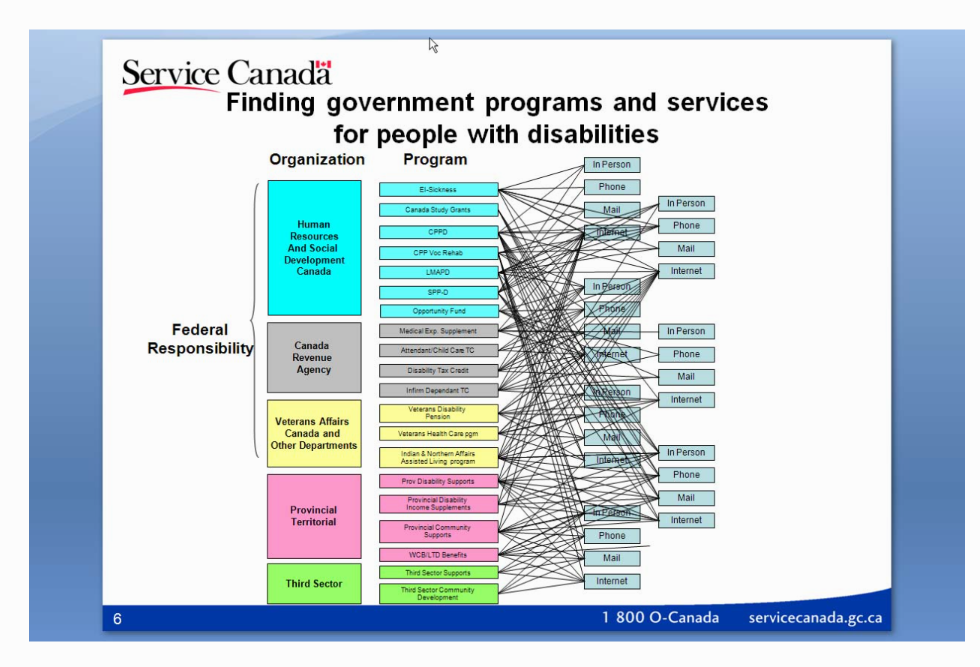 Service Canada
Finding government programs and services
for people with disabilities
Organization
Program
Federal
Responsibility
Human
Resources
And Social
Development
Canada
EI-Sickness
Canada Study Grants
CPPD
CPP Voc Rehab
LMAPD
SPP-D
Opportunity Fund
Canada
Revenue
Agency
Medical Exp. Supplement
Attendant/Child Care TC
Disability Tax Credit
Infirm Dependant TC
Veterans Affairs
Canada and
Other Departments
Veterans Disability
Pension
Veterans Health Care pgm
Indian & Northern Affairs
Assisted Living program
Provincial
Territorial
Prov Disability Supports
Provincial Disability
Income Supplements
Provincial Community
Supports
WCB/LTD Benefits
Third Sector
Third Sector Supports
Third Sector Community
Development
In Person
Phone
Mail
Internet
In Person
Phone
Mail
Internet
In Person
Phone
Mail
Internet
In Person
Phone
Mail
Internet
In Person
Phone
Mail
Internet
In Person
Phone
Mail
Internet
In Person
Phone
Mail
Internet
6
1 800 O-Canada
servicecanada.gc.ca